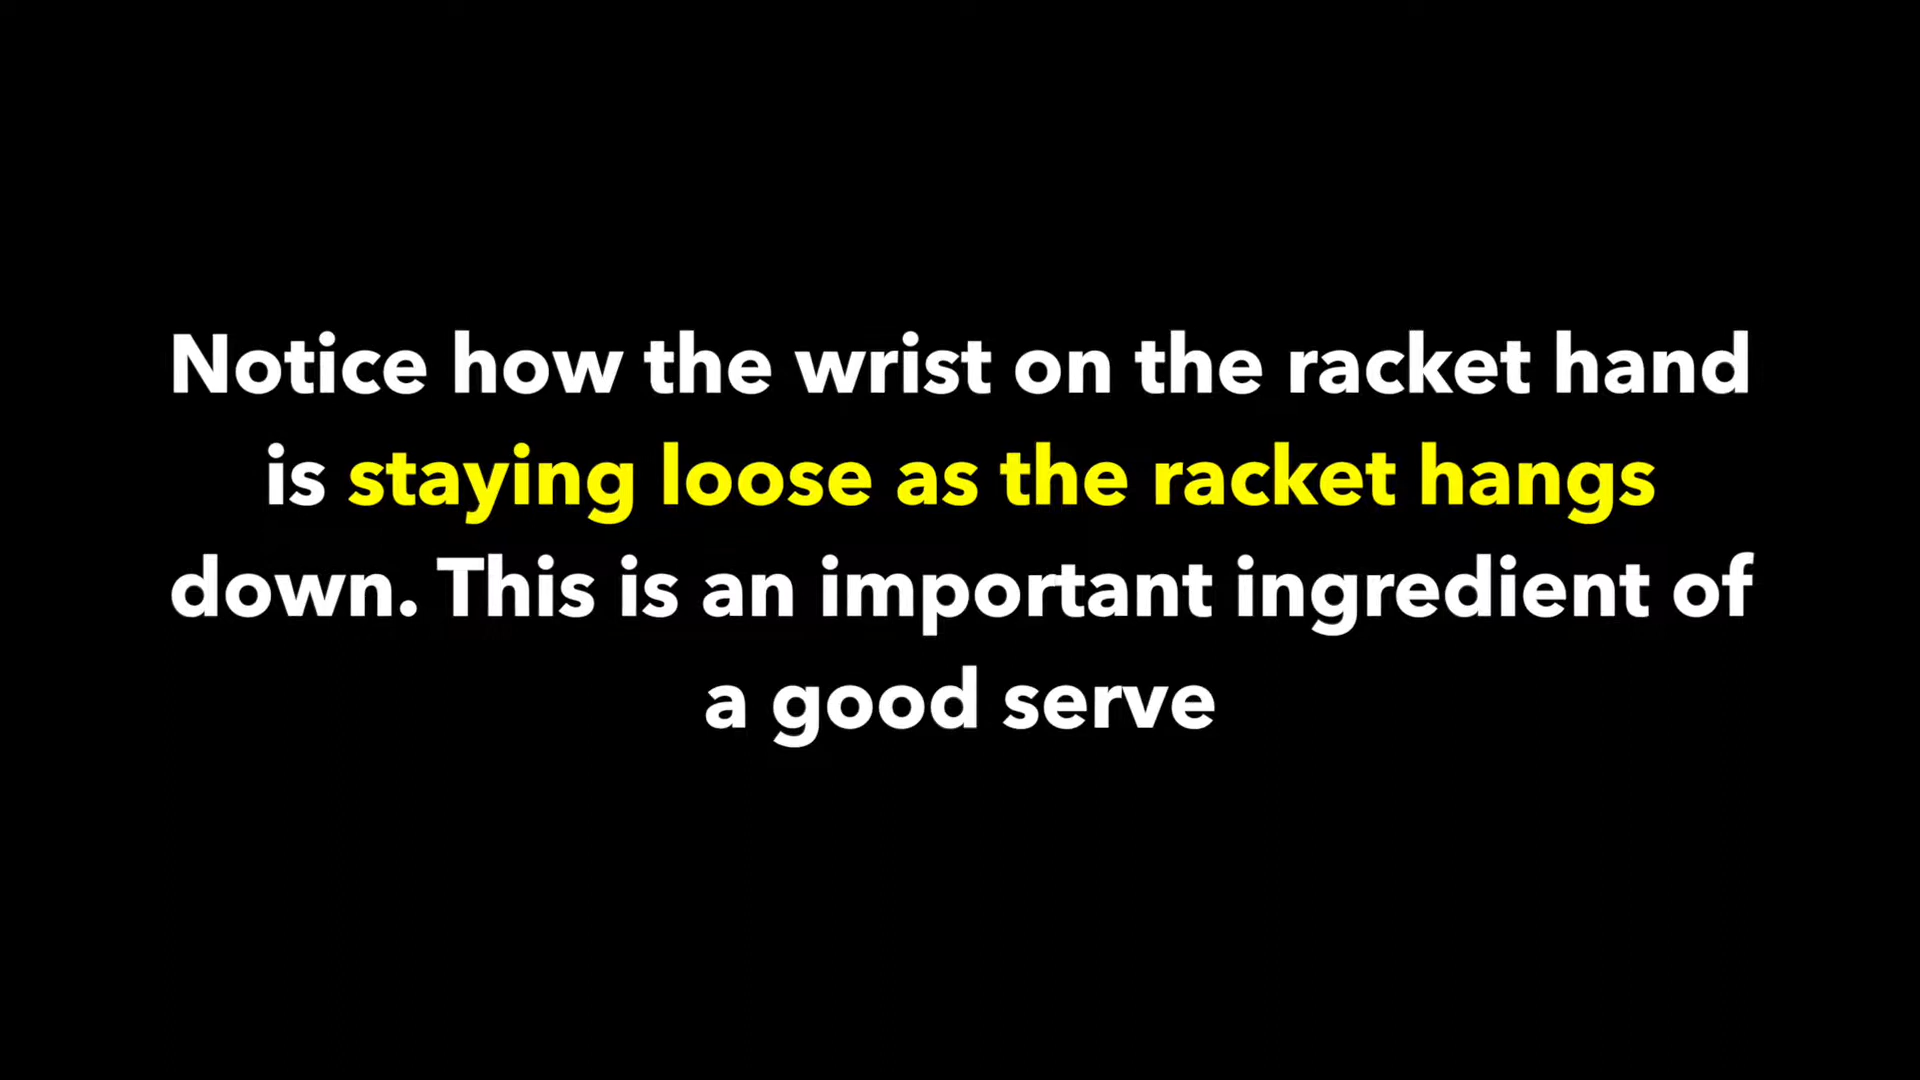 Notice how the wrist on the racket hand
is staying loose as the racket hangs
down. This is an important ingredient of
a good serve